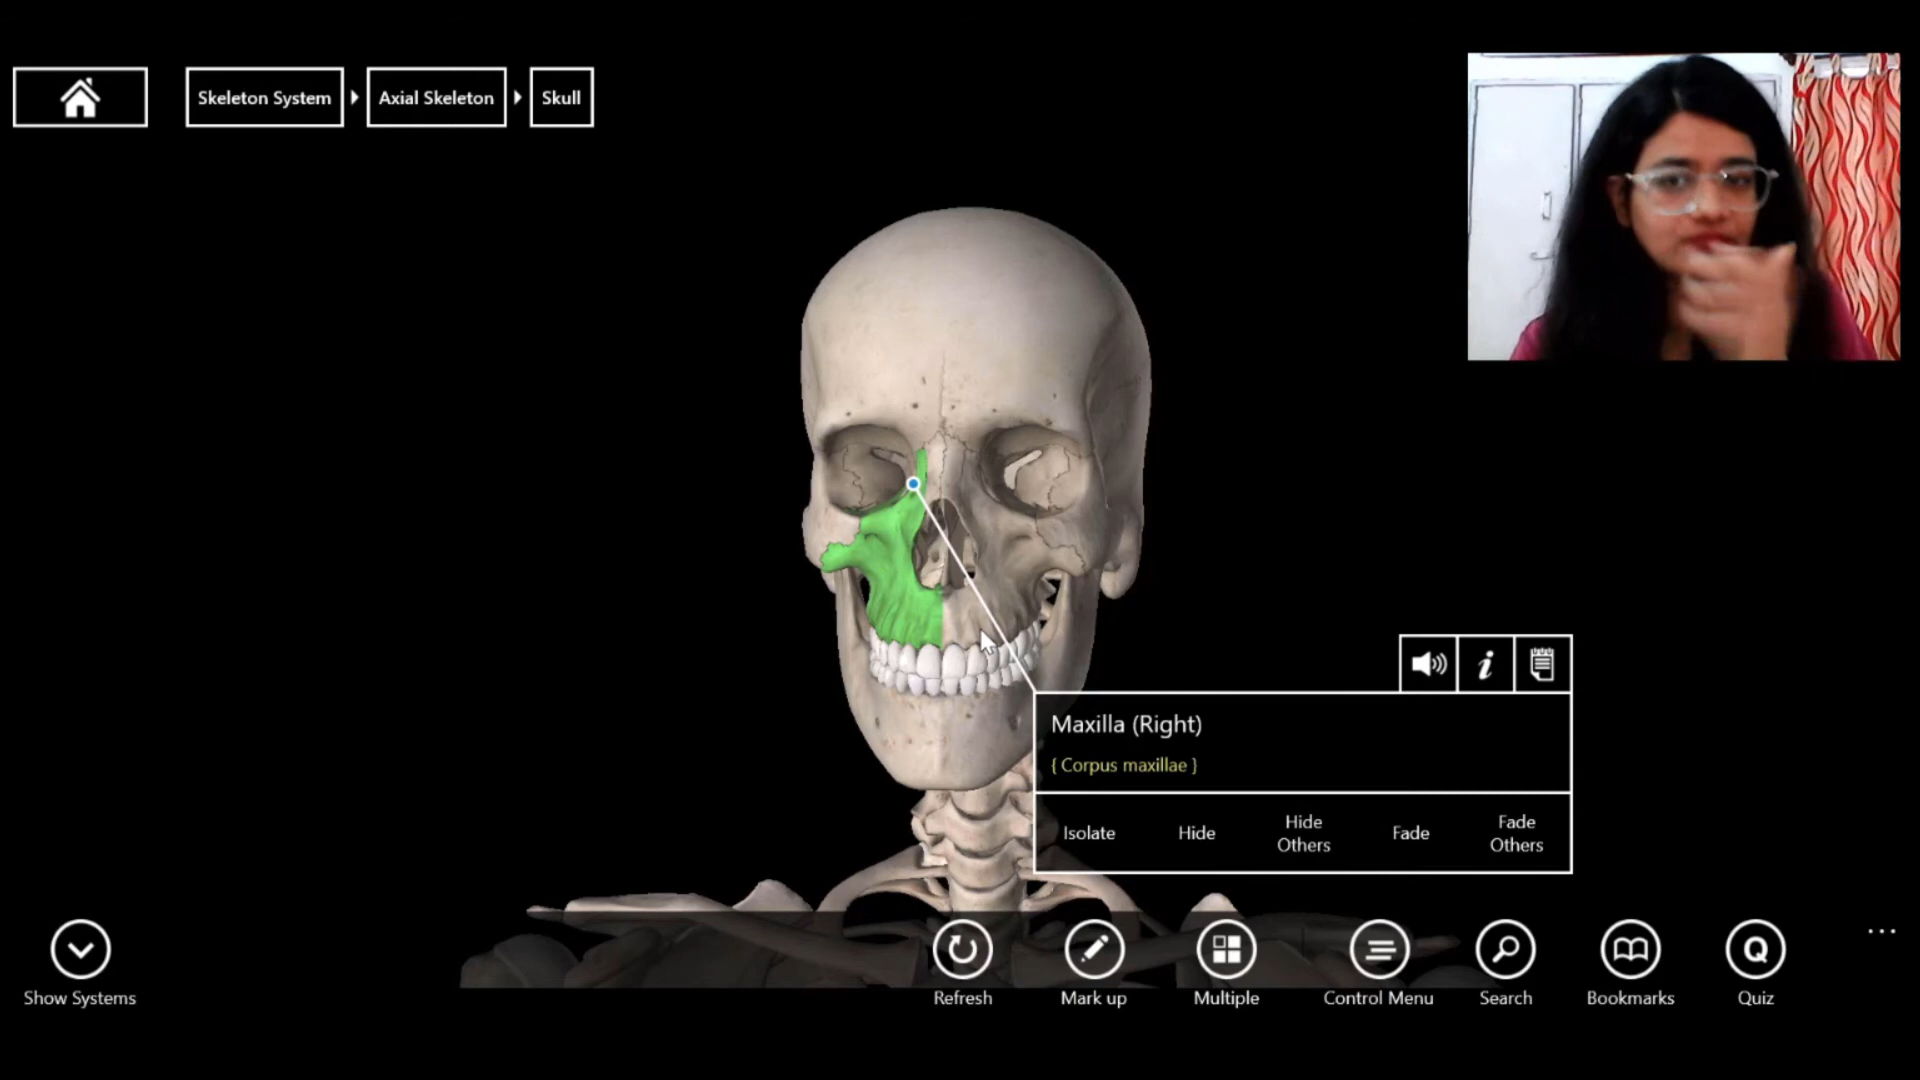 Skeleton System
Axial Skeleton
Skull
Maxilla (Right)
{ Corpus maxillae }
Isolate
Hide
Hide
Others
Fade
Fade
Others
Show Systems
Refresh
Mark up
Multiple
Control Menu
Search
Bookmarks
Q
Quiz